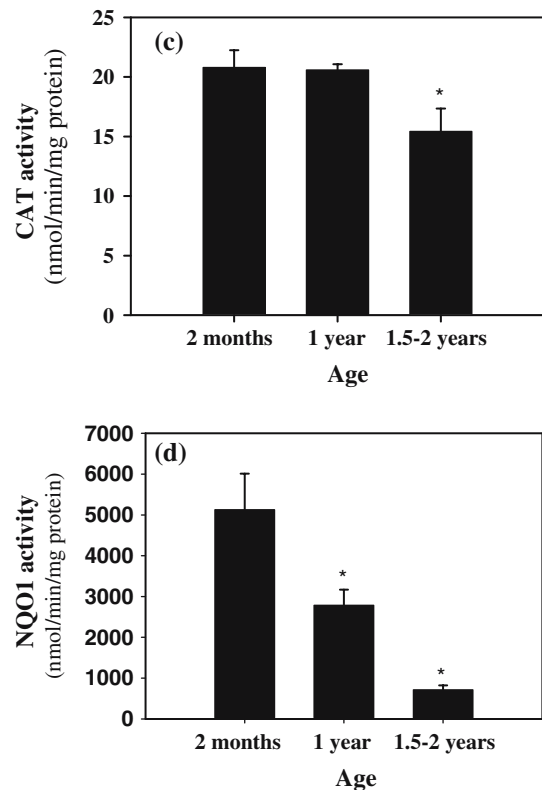 (c)
CAT activity
(nmol/min/mg protein)
25
20
15
10
5
0
*
2 months
1 year
1.5-2 years
Age
(d)
NQO1 activity
(nmol/min/mg protein)
7000
6000
5000
4000
3000
2000
1000
0
*
*
2 months
1 year
1.5-2 years
Age